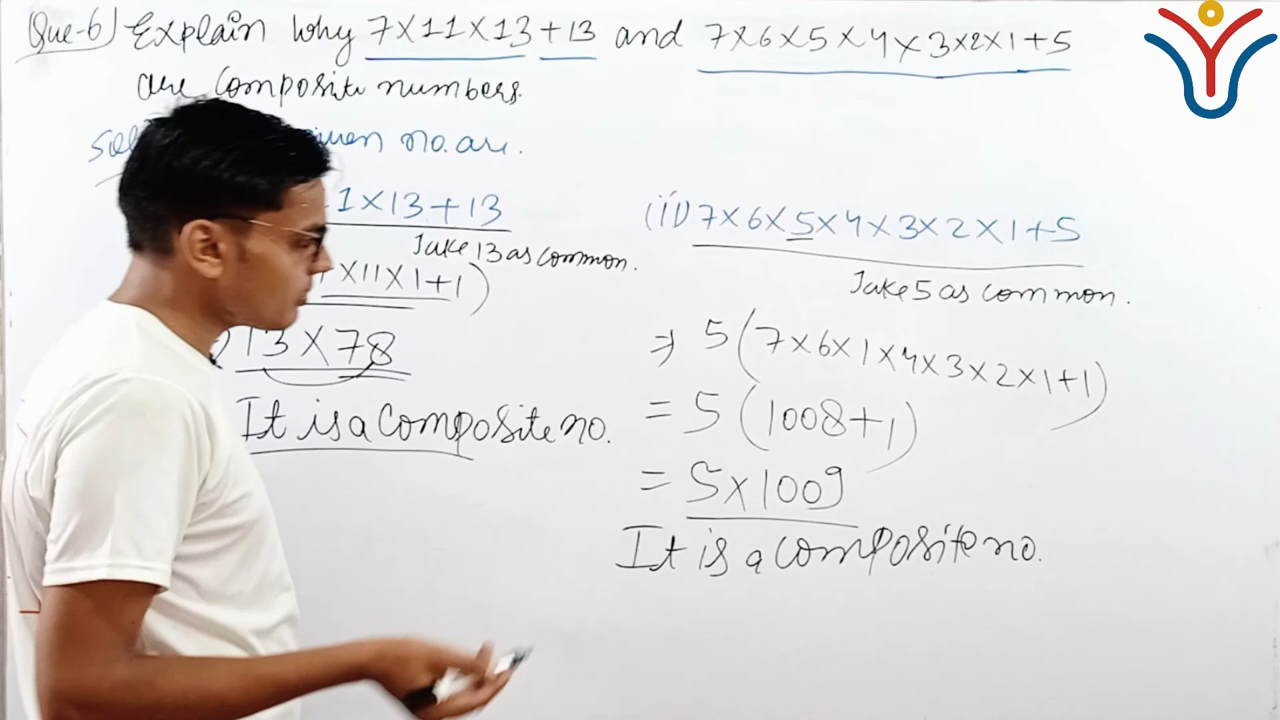 Que-6) Explain why 7×11×13+13 and 7×6×5×4×3×2×1+5
are composite numbers.
no. are.
1×13+13
Take 13 as common.
×11×1+1)
13×78
It is a composite no.
(ii) 7×6×5×4×3×2×1+5
Take 5 as common.
⇒ 5(7×6×1×4×3×2×1+1)
= 5(1008+1)
= 5×1009
It is a composite no.